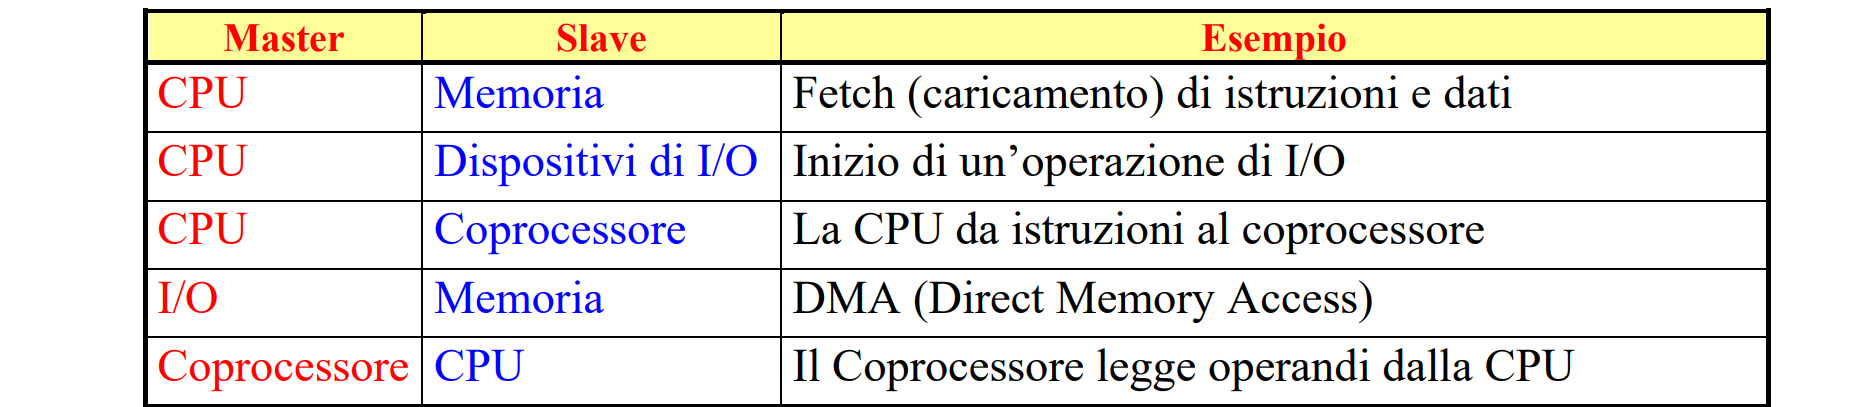 Master Slave Esempio
CPU Memoria Fetch (caricamento) di istruzioni e dati
CPU Dispositivi di I/O Inizio di un’operazione di I/O
CPU Coprocessore La CPU da istruzioni al coprocessore
I/O Memoria DMA (Direct Memory Access)
Coprocessore CPU Il Coprocessore legge operandi dalla CPU